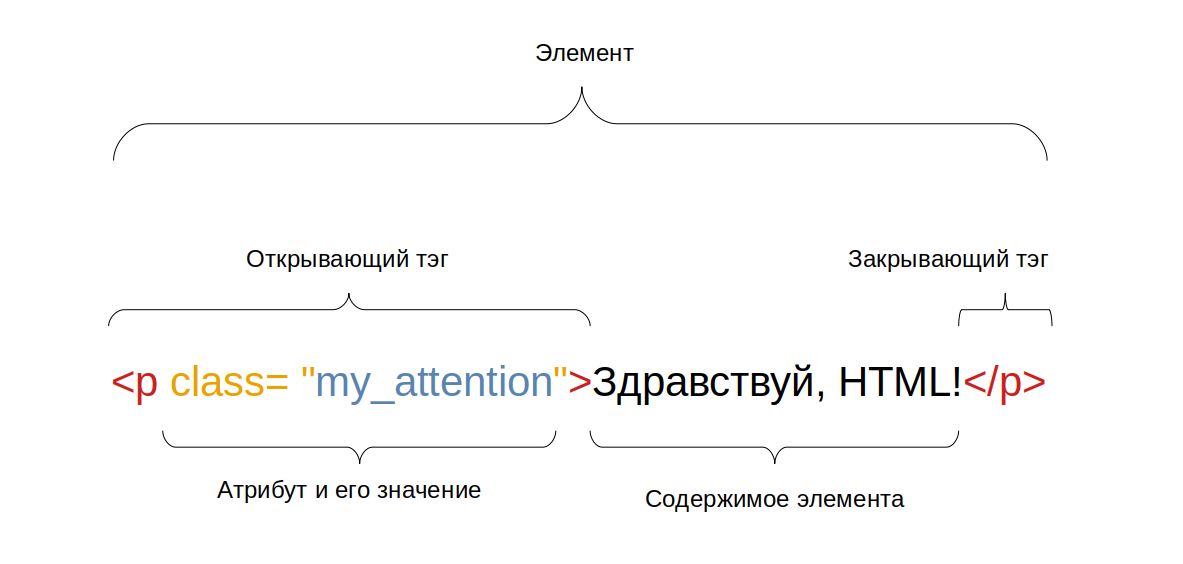 Элемент
Открывающий тэг
Закрывающий тэг
<p class= "my_attention">Здравствуй, HTML!</p>
Атрибут и его значение
Содержимое элемента